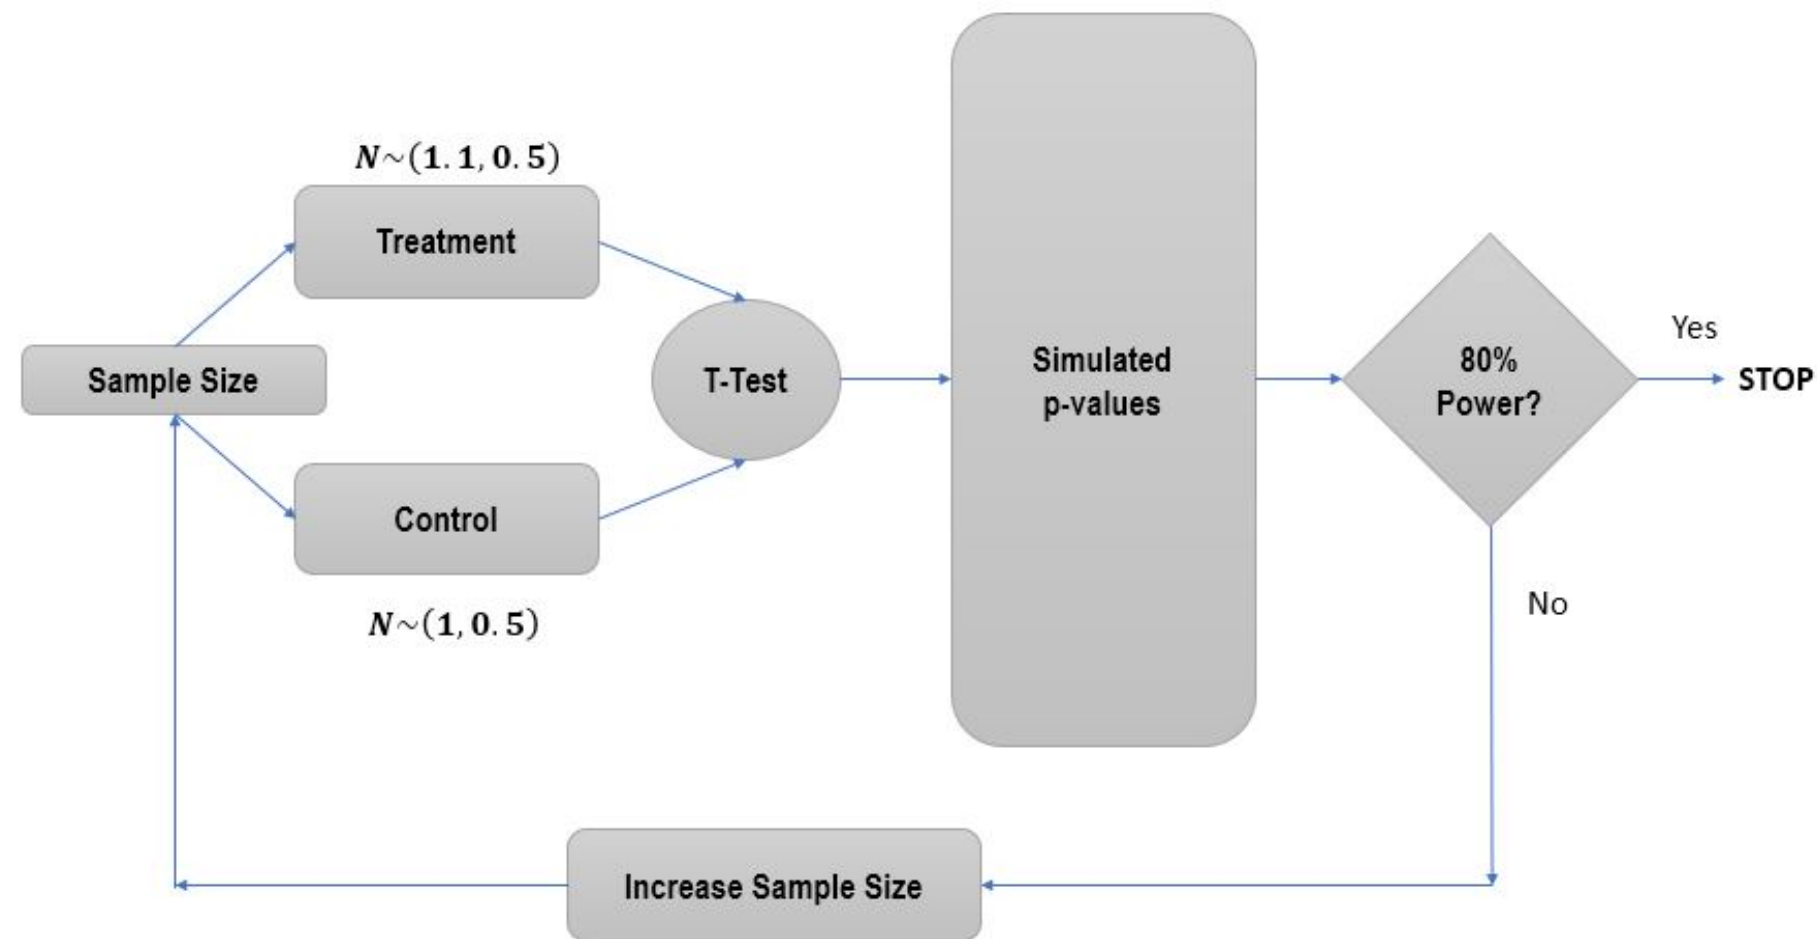 N~(1.1, 0.5)
Treatment
Sample Size
T-Test
Control
N~(1, 0.5)
Simulated
p-values
80%
Power?
Yes
STOP
No
Increase Sample Size